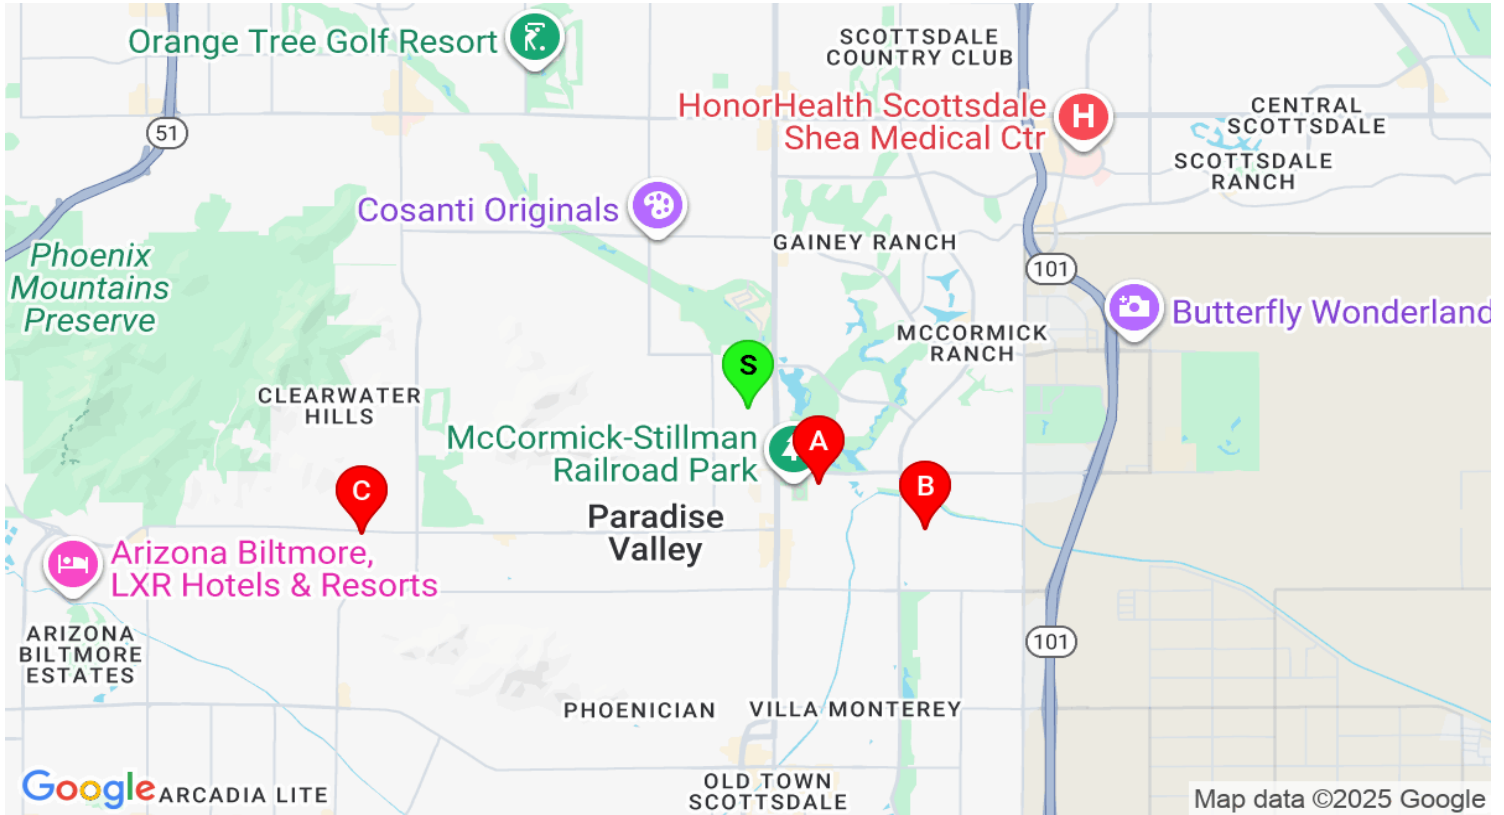 Orange Tree Golf Resort
SCOTTSDALE
COUNTRY CLUB
HonorHealth Scottsdale
Shea Medical Ctr
H
CENTRAL
SCOTTSDALE
51
SCOTTSDALE
RANCH
Cosanti Originals
GAINEY RANCH
Phoenix
Mountains
Preserve
101
Butterfly Wonderland
MCCORMICK
RANCH
S
CLEARWATER
HILLS
McCormick-Stillman
Railroad Park
A
B
C
Paradise
Valley
Arizona Biltmore,
LXR Hotels & Resorts
ARIZONA
BILTMORE
ESTATES
101
PHOENICIAN
VILLA MONTEREY
OLD TOWN
SCOTTSDALE
Google
ARCADIA LITE
Map data ©2025 Google